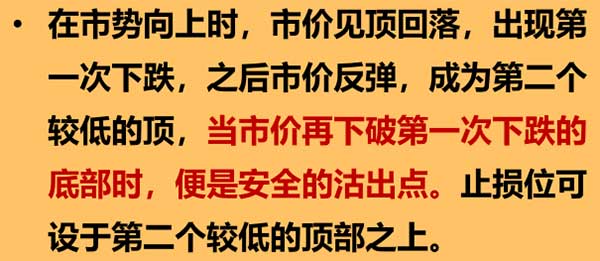 • 在市势向上时，市价见顶回落，出现第
一次下跌，之后市价反弹，成为第二个
较低的顶，当市价再下破第一次下跌的
底部时，便是安全的沽出点。止损位可
设于第二个较低的顶部之上。